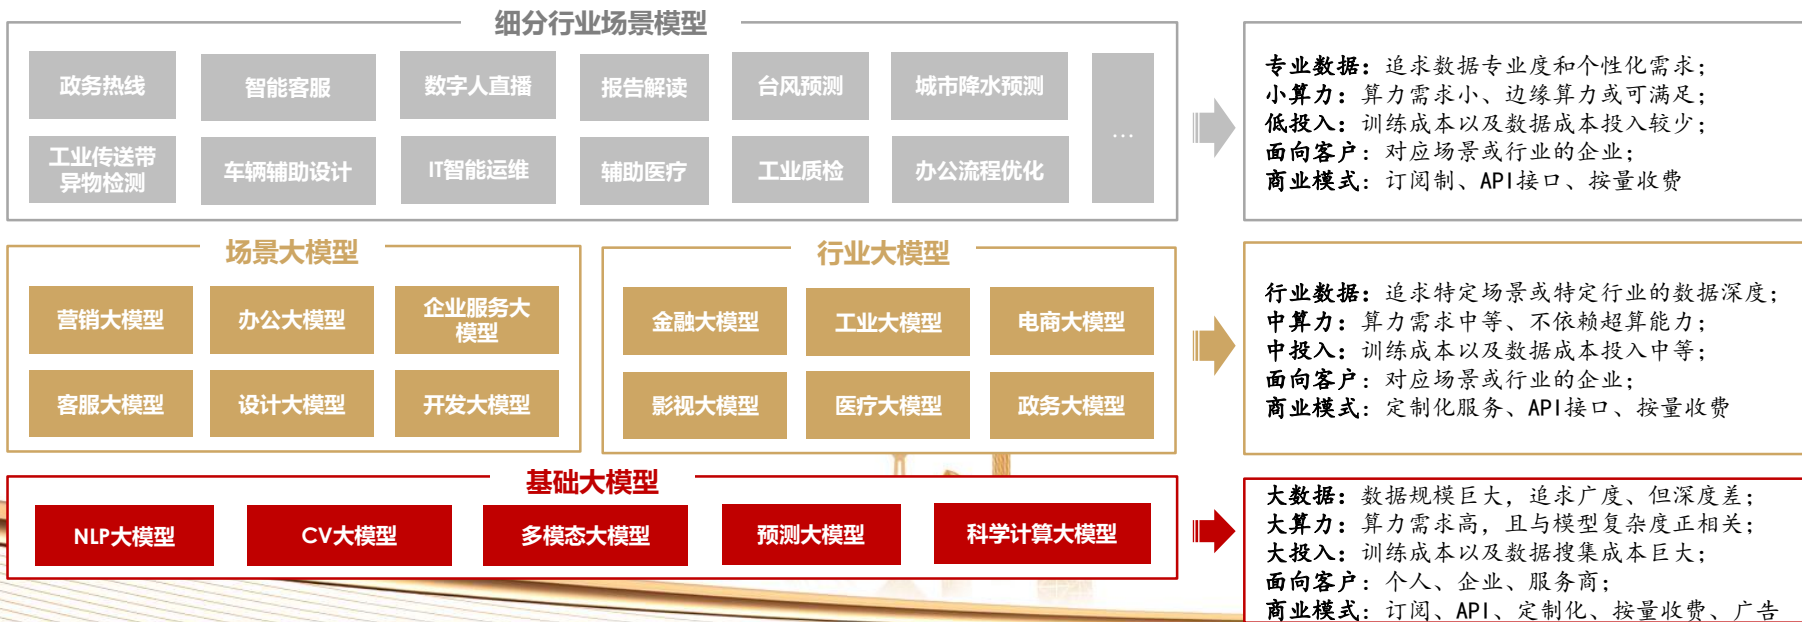 细分行业场景模型
政务热线
智能客服
数字人直播
报告解读
台风预测
城市降水预测
工业传送带
异物检测
车辆辅助设计
IT智能运维
辅助医疗
工业质检
办公流程优化
...
专业数据：追求数据专业度和个性化需求；
小算力：算力需求小、边缘算力或可满足；
低投入：训练成本以及数据成本投入较少；
面向客户：对应场景或行业的企业；
商业模式：订阅制、API接口、按量收费
场景大模型
营销大模型
办公大模型
企业服务大
模型
客服大模型
设计大模型
开发大模型
行业大模型
金融大模型
工业大模型
电商大模型
影视大模型
医疗大模型
政务大模型
行业数据：追求特定场景或特定行业的数据深度；
中算力：算力需求中等、不依赖超算能力；
中投入：训练成本以及数据成本投入中等；
面向客户：对应场景或行业的企业；
商业模式：定制化服务、API接口、按量收费
基础大模型
NLP大模型
CV大模型
多模态大模型
预测大模型
科学计算大模型
大数据：数据规模巨大，追求广度、但深度差；
大算力：算力需求高，且与模型复杂度正相关；
大投入：训练成本以及数据搜集成本巨大；
面向客户：个人、企业、服务商；
商业模式：订阅、API、定制化、按量收费、广告